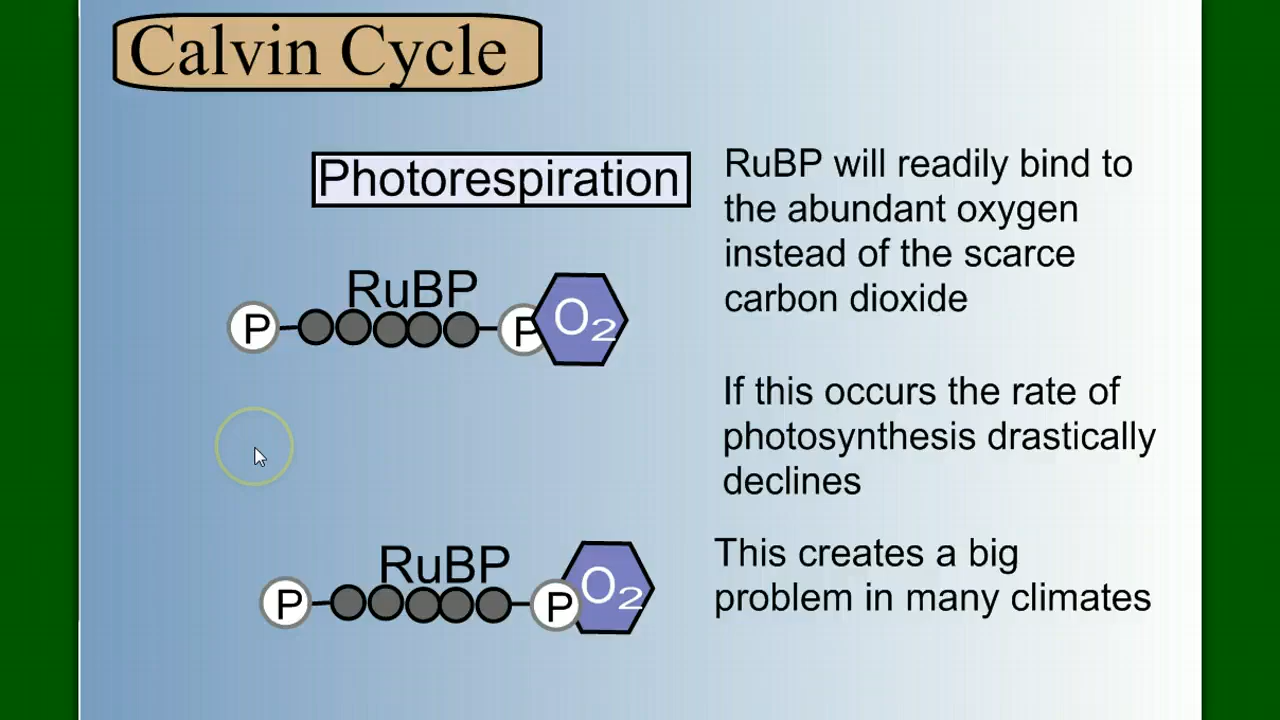 Calvin Cycle
Photorespiration
RuBP will readily bind to
the abundant oxygen
instead of the scarce
carbon dioxide
RuBP
P P O₂
If this occurs the rate of
photosynthesis drastically
declines
RuBP
P P O₂
This creates a big
problem in many climates